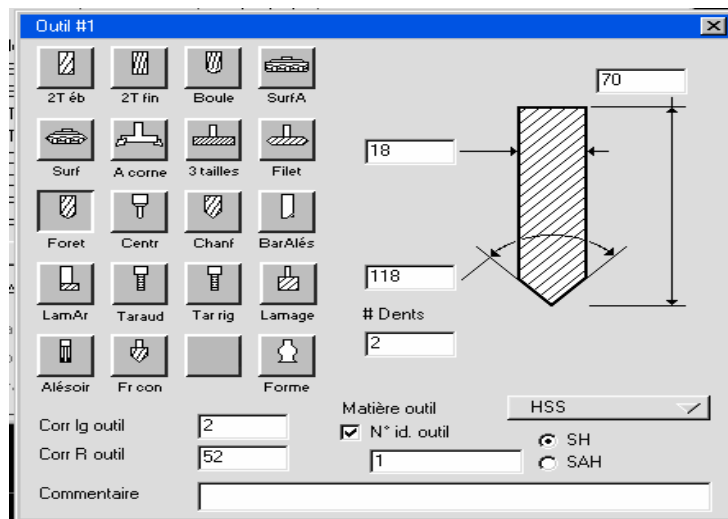 Outil #1
2T éb 2T fin Boule SurfA
70
Surf A corne 3 tailles Filet
18
Foret Centr Chanf BarAlés
118
LamAr Taraud Tar rig Lamage
# Dents
2
Alésoir Fr con Forme
Matière outil HSS
Corr lg outil 2
N° id. outil SH
Corr R outil 52
1 SAH
Commentaire